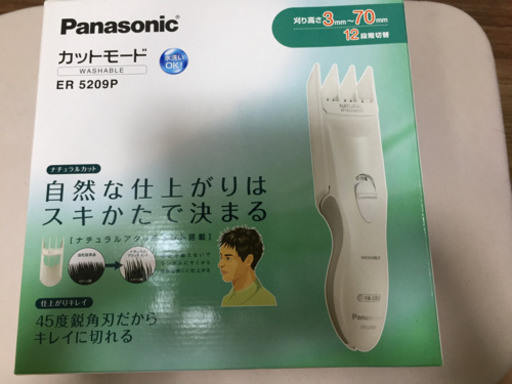 Panasonic
カットモード
WASHABLE
ER 5209P
水洗い
OK!
刈り高さ3mm~70mm
12段階切替
ナチュラルカット
自然な仕上がりは
スキかたで決まる
仕上がりキレイ
45度鋭角刃だから
キレイに切れる
NATURAL
WASHABLE
Panasonic